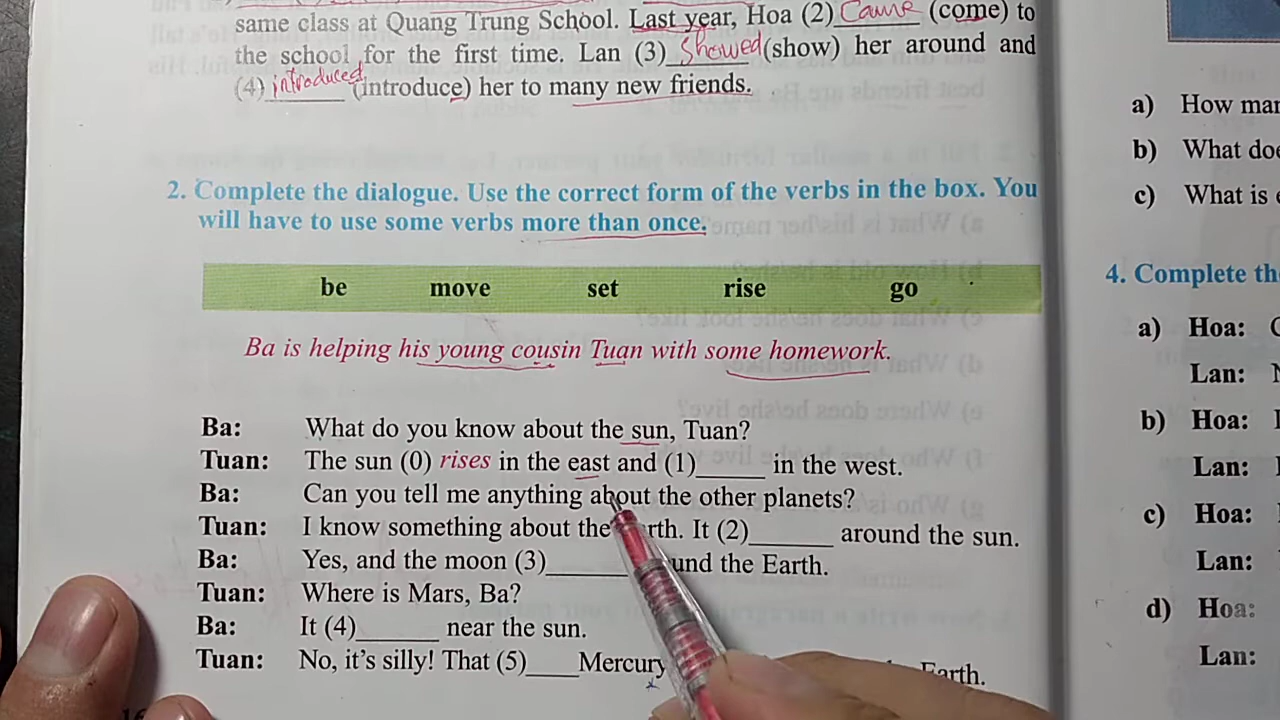 same class at Quang Trung School. Last year, Hoa (2) Came (come) to
the school for the first time. Lan (3) Showed (show) her around and
(4) introduced (introduce) her to many new friends.
2. Complete the dialogue. Use the correct form of the verbs in the box. You
will have to use some verbs more than once.
be move set rise go
Ba is helping his young cousin Tuan with some homework.
Ba: What do you know about the sun, Tuan?
Tuan: The sun (0) rises in the east and (1)______ in the west.
Ba: Can you tell me anything about the other planets?
Tuan: I know something about the Earth. It (2)______ around the sun.
Ba: Yes, and the moon (3)______ around the Earth.
Tuan: Where is Mars, Ba?
Ba: It (4)______ near the sun.
Tuan: No, it's silly! That (5)____ Mercury Earth.
a) How
b) What
c) What is
4. Complete
a) Hoa:
Lan:
b) Hoa:
Lan:
c) Hoa:
Lan:
d) Hoa:
Lan: